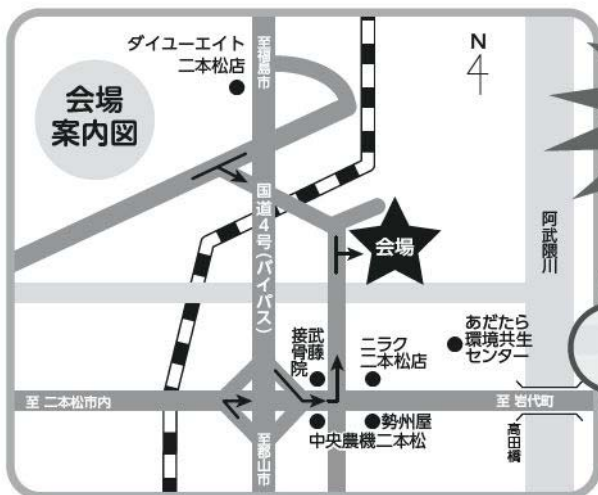 ダイユーエイト
二本松店
至福島市
N
会場
案内図
国道4号(バイパス)
会場
阿武隈川
武藤
接骨院
ニラク
二本松店
あだたら
環境共生
センター
至 二本松市内
至 岩代町
勢州屋
中央農機二本松
高田橋
至郡山市